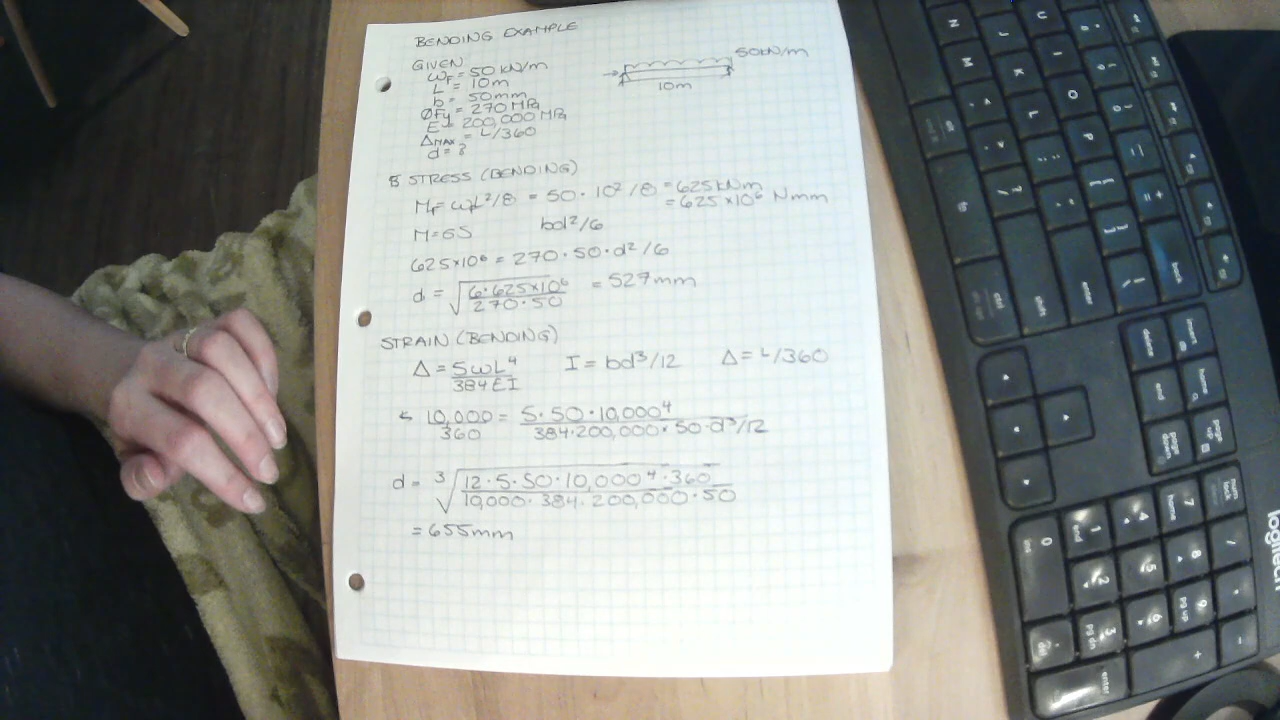 BENDING EXAMPLE
GIVEN
ωF = 50 kN/m
L = 10m
b = 50mm
ØFy = 270 MPa
E = 200,000 MPa
ΔMAX = L/360
d = ?
50kN/m
10m
STRESS (BENDING)
MF = ωL²/8 = 50·10²/8 = 625kNm
= 625×10⁶ Nmm
M=σS bd²/6
625×10⁶ = 270·50·d²/6
d = √(6·625×10⁶ / 270·50) = 527mm
STRAIN (BENDING)
Δ = 5ωL⁴/384EI I = bd³/12 Δ = L/360
10,000/360 = 5·50·10,000⁴ / 384·200,000·50·d³/12
d = ³√(12·5·50·10,000⁴·360 / 10,000·384·200,000·50)
= 655mm
logitech